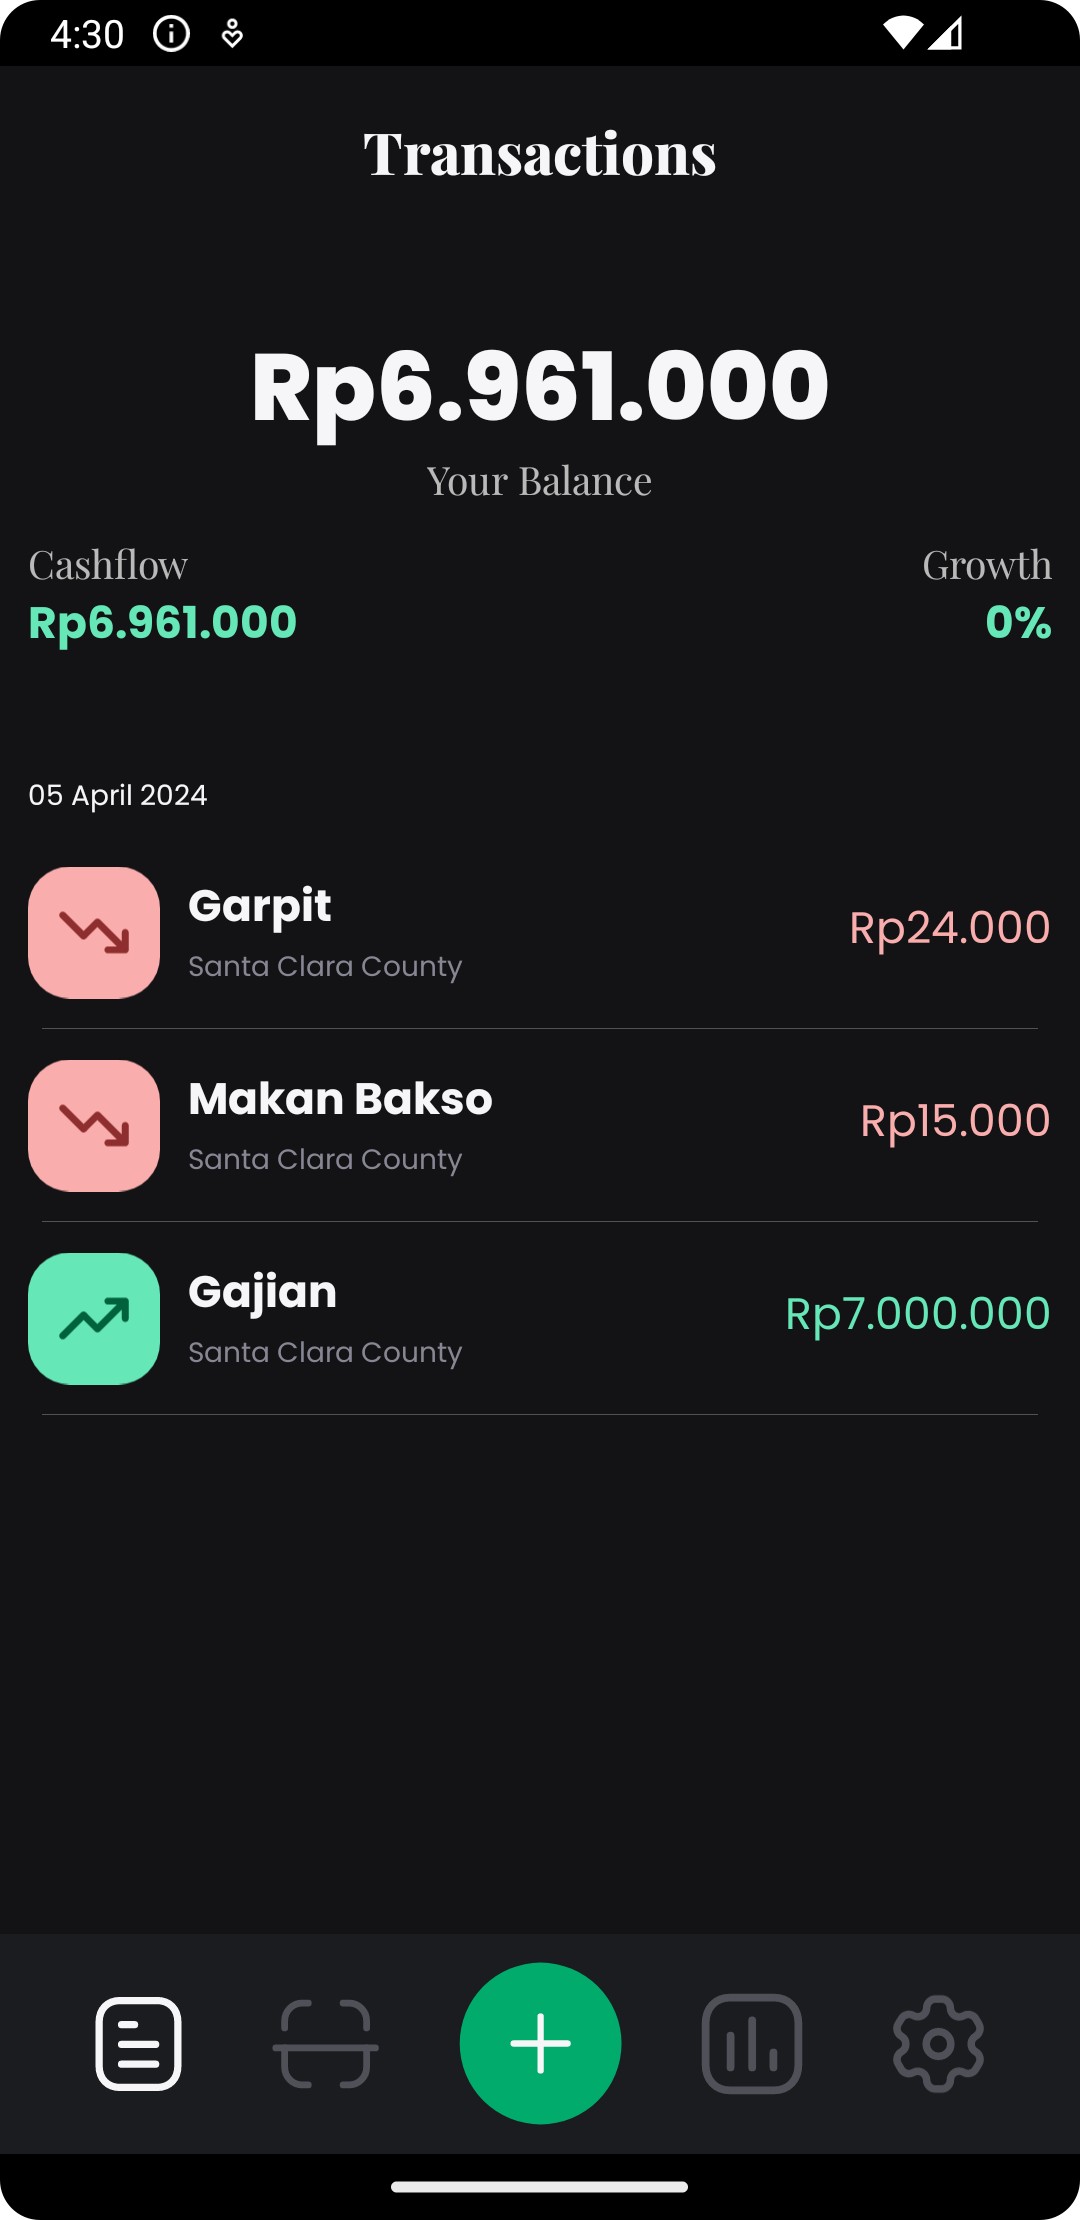 4:30
Transactions
Rp6.961.000
Your Balance
Cashflow
Growth
Rp6.961.000
0%
05 April 2024
Garpit
Santa Clara County
Rp24.000
Makan Bakso
Santa Clara County
Rp15.000
Gajian
Santa Clara County
Rp7.000.000